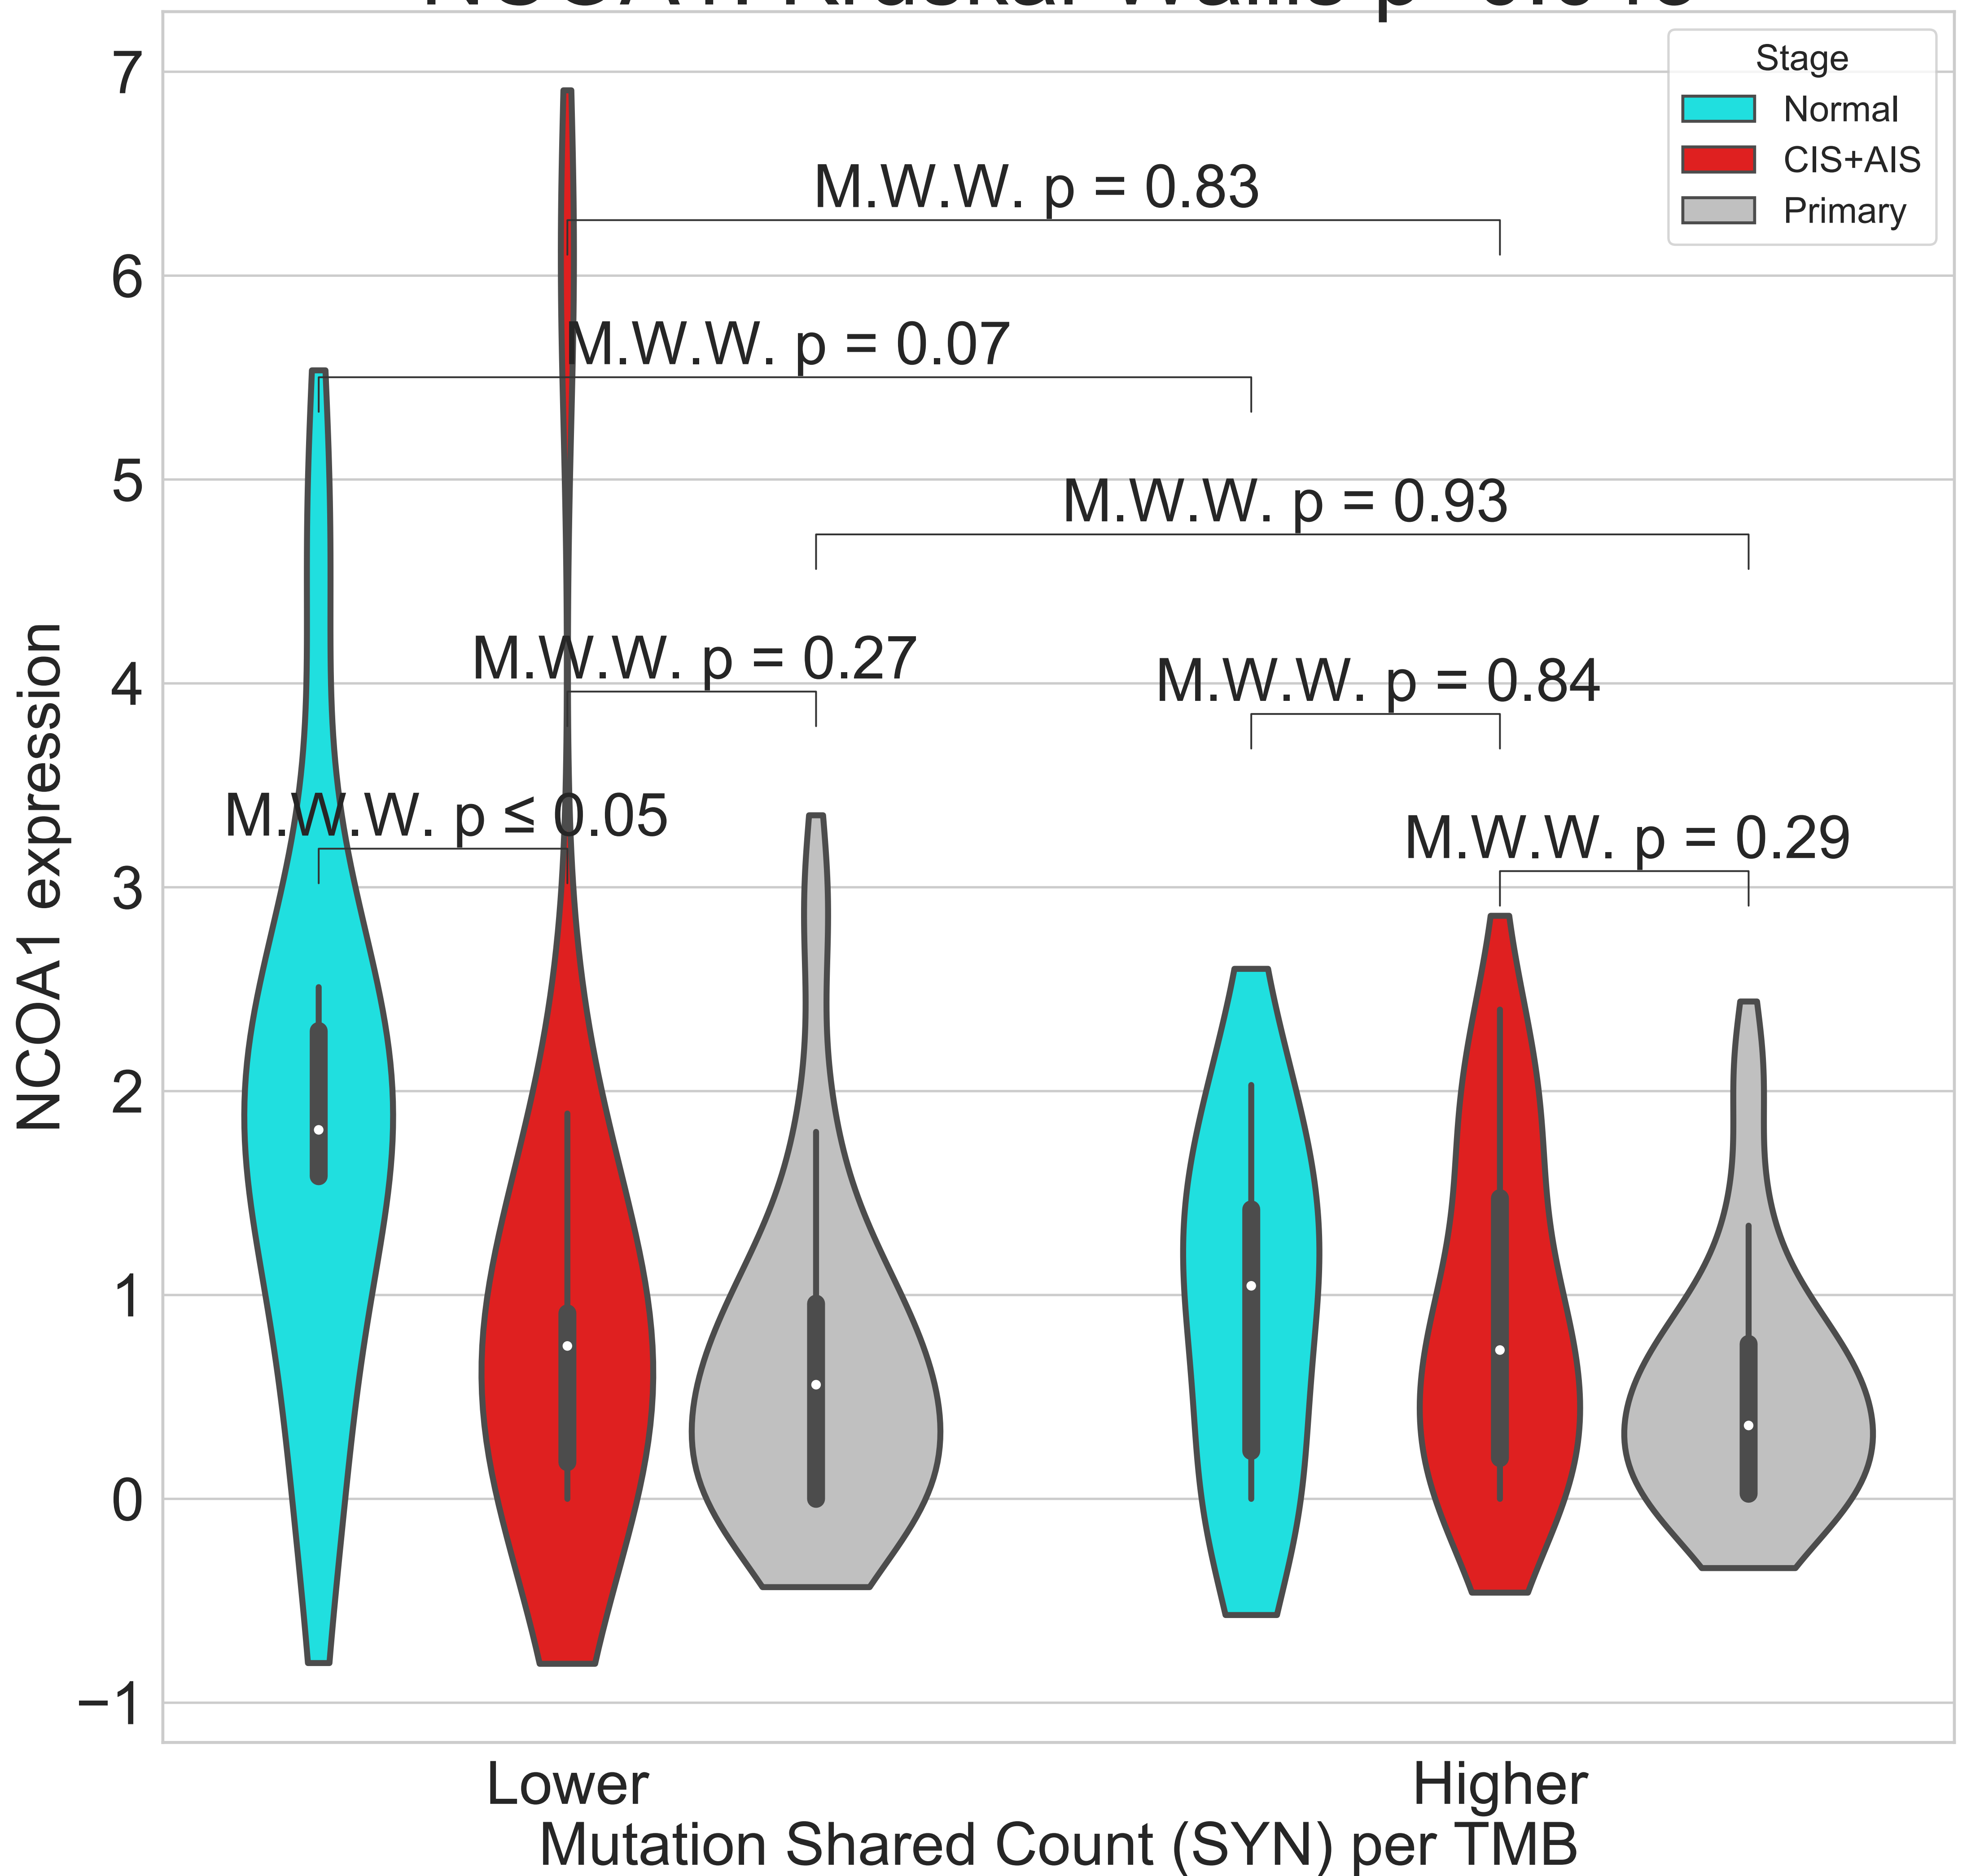 Stage
Normal
CIS+AIS
Primary
7
6
5
4
3
2
1
0
−1
NCOA1 expression
M.W.W. p = 0.83
M.W.W. p = 0.07
M.W.W. p = 0.93
M.W.W. p = 0.27
M.W.W. p = 0.84
M.W.W. p ≤ 0.05
M.W.W. p = 0.29
Lower
Higher
Mutation Shared Count (SYN) per TMB